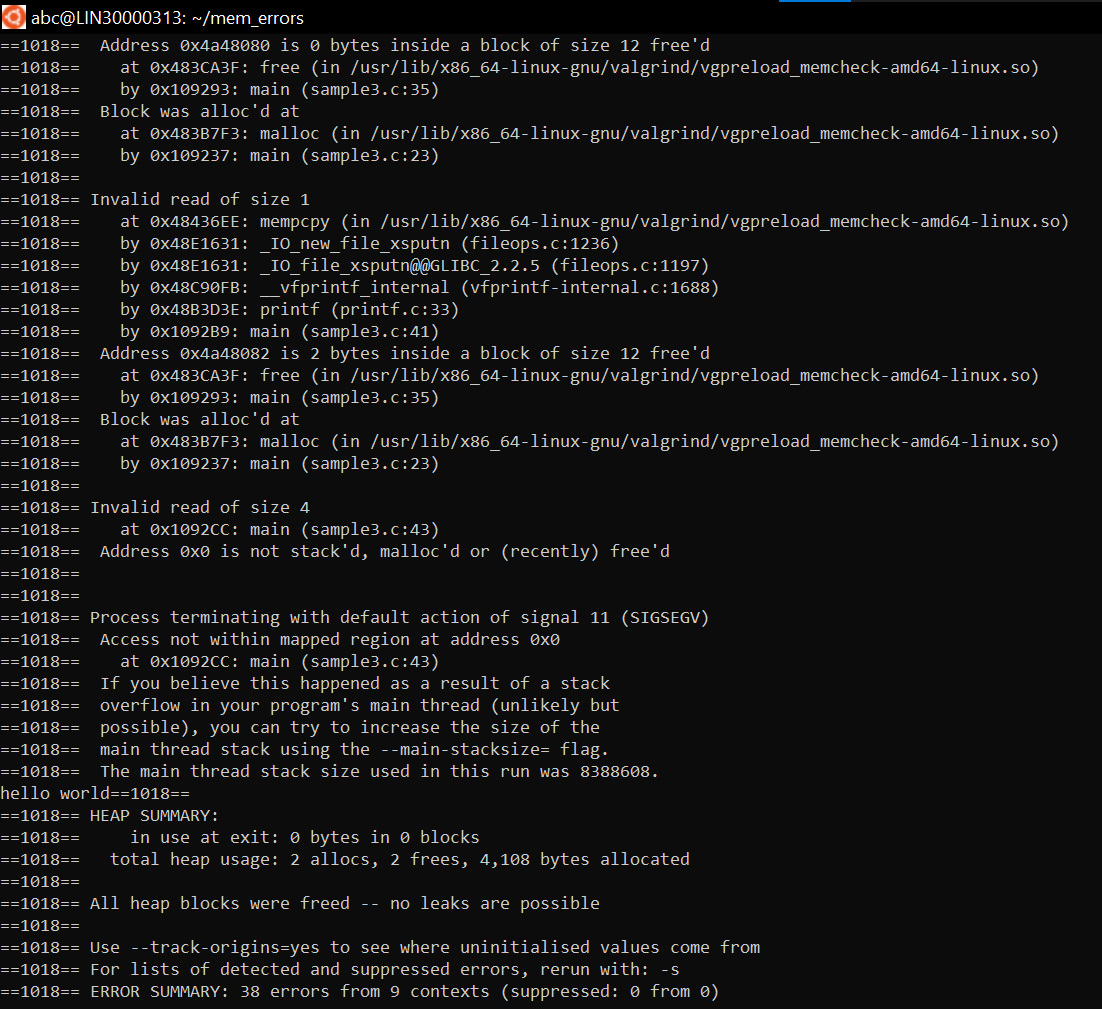 abc@LIN30000313: ~/mem_errors
==1018==  Address 0x4a48080 is 0 bytes inside a block of size 12 free'd
==1018==    at 0x483CA3F: free (in /usr/lib/x86_64-linux-gnu/valgrind/vgpreload_memcheck-amd64-linux.so)
==1018==    by 0x109293: main (sample3.c:35)
==1018==  Block was alloc'd at
==1018==    at 0x483B7F3: malloc (in /usr/lib/x86_64-linux-gnu/valgrind/vgpreload_memcheck-amd64-linux.so)
==1018==    by 0x109237: main (sample3.c:23)
==1018==
==1018== Invalid read of size 1
==1018==    at 0x48436EE: mempcpy (in /usr/lib/x86_64-linux-gnu/valgrind/vgpreload_memcheck-amd64-linux.so)
==1018==    by 0x48E1631: _IO_new_file_xsputn (fileops.c:1236)
==1018==    by 0x48E1631: _IO_file_xsputn@@GLIBC_2.2.5 (fileops.c:1197)
==1018==    by 0x48C90FB: __vfprintf_internal (vfprintf-internal.c:1688)
==1018==    by 0x48B3D3E: printf (printf.c:33)
==1018==    by 0x1092B9: main (sample3.c:41)
==1018==  Address 0x4a48082 is 2 bytes inside a block of size 12 free'd
==1018==    at 0x483CA3F: free (in /usr/lib/x86_64-linux-gnu/valgrind/vgpreload_memcheck-amd64-linux.so)
==1018==    by 0x109293: main (sample3.c:35)
==1018==  Block was alloc'd at
==1018==    at 0x483B7F3: malloc (in /usr/lib/x86_64-linux-gnu/valgrind/vgpreload_memcheck-amd64-linux.so)
==1018==    by 0x109237: main (sample3.c:23)
==1018==
==1018== Invalid read of size 4
==1018==    at 0x1092CC: main (sample3.c:43)
==1018==  Address 0x0 is not stack'd, malloc'd or (recently) free'd
==1018==
==1018==
==1018== Process terminating with default action of signal 11 (SIGSEGV)
==1018==  Access not within mapped region at address 0x0
==1018==    at 0x1092CC: main (sample3.c:43)
==1018==  If you believe this happened as a result of a stack
==1018==  overflow in your program's main thread (unlikely but
==1018==  possible), you can try to increase the size of the
==1018==  main thread stack using the --main-stacksize= flag.
==1018==  The main thread stack size used in this run was 8388608.
hello world==1018==
==1018== HEAP SUMMARY:
==1018==     in use at exit: 0 bytes in 0 blocks
==1018==   total heap usage: 2 allocs, 2 frees, 4,108 bytes allocated
==1018==
==1018== All heap blocks were freed -- no leaks are possible
==1018==
==1018== Use --track-origins=yes to see where uninitialised values come from
==1018== For lists of detected and suppressed errors, rerun with: -s
==1018== ERROR SUMMARY: 38 errors from 9 contexts (suppressed: 0 from 0)